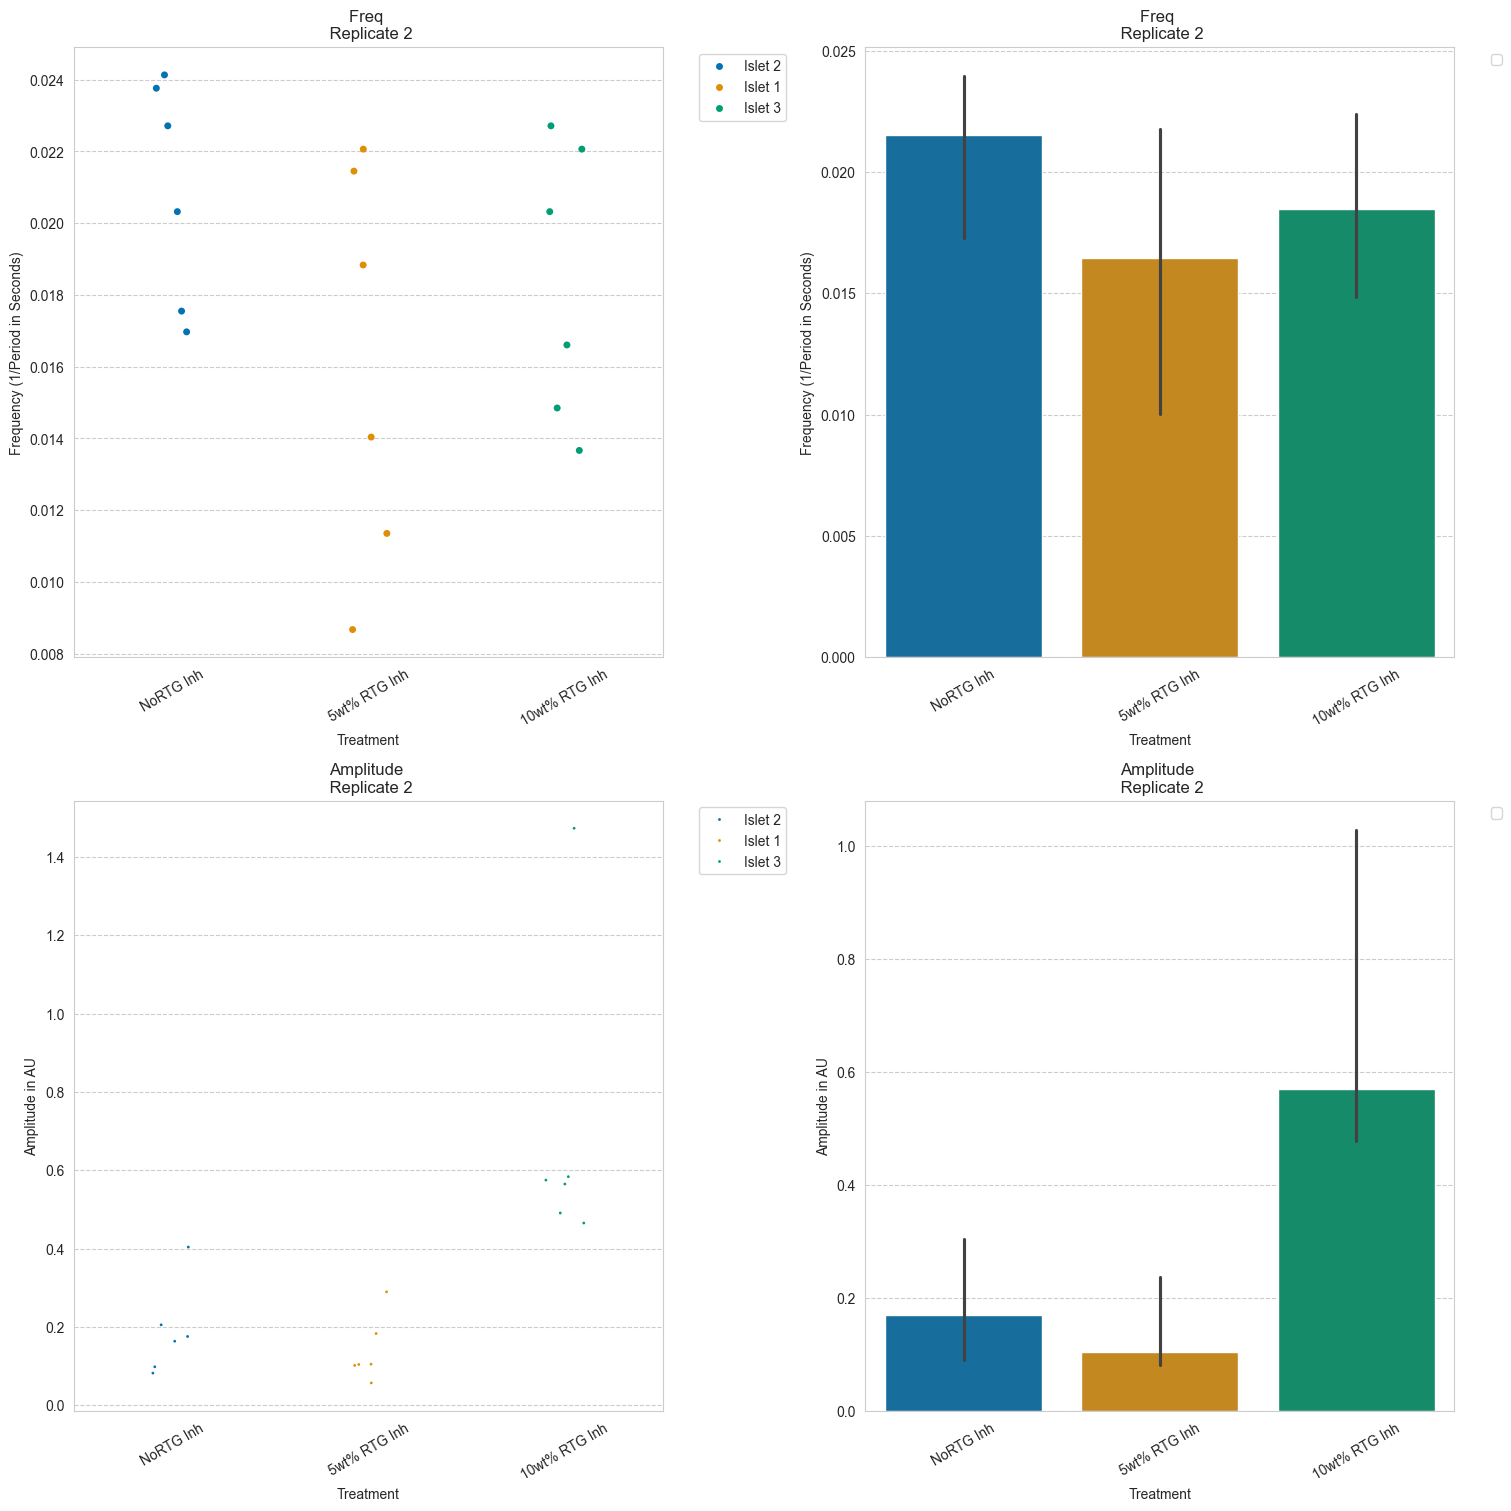 Freq
Replicate 2
Frequency (1/Period in Seconds)
0.024
0.022
0.020
0.018
0.016
0.014
0.012
0.010
0.008
NoRTG Inh
5wt% RTG Inh
10wt% RTG Inh
Treatment
Islet 2
Islet 1
Islet 3
Freq
Replicate 2
Frequency (1/Period in Seconds)
0.025
0.020
0.015
0.010
0.005
0.000
NoRTG Inh
5wt% RTG Inh
10wt% RTG Inh
Treatment
Amplitude
Replicate 2
Amplitude in AU
1.4
1.2
1.0
0.8
0.6
0.4
0.2
0.0
NoRTG Inh
5wt% RTG Inh
10wt% RTG Inh
Treatment
Islet 2
Islet 1
Islet 3
Amplitude
Replicate 2
Amplitude in AU
1.0
0.8
0.6
0.4
0.2
0.0
NoRTG Inh
5wt% RTG Inh
10wt% RTG Inh
Treatment